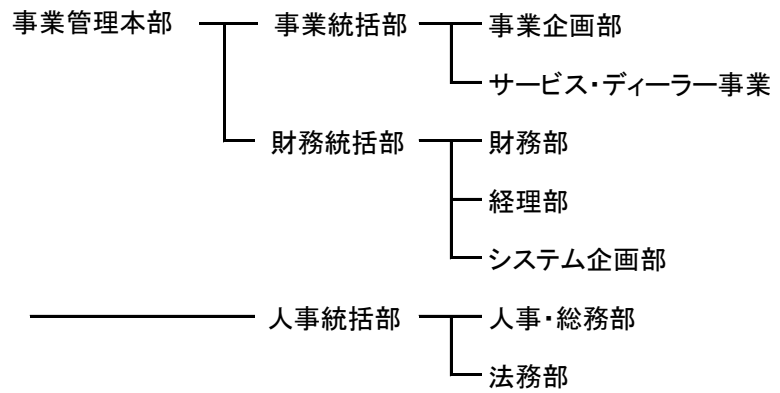 事業管理本部 事業統括部 事業企画部
サービス・ディーラー事業
財務統括部 財務部
経理部
システム企画部
人事統括部 人事・総務部
法務部